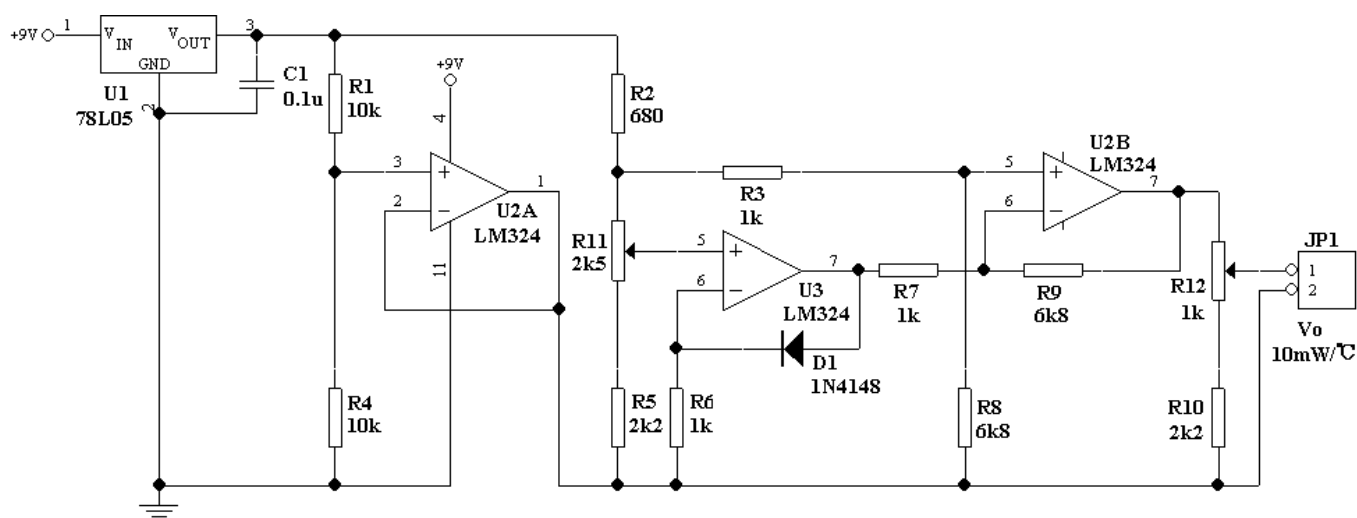 +9V
1
V IN
V OUT
3
GND
U1
78L05
2
C1
0.1u
R1
10k
+9V
4
3
2
1
U2A
LM324
11
R4
10k
R2
680
R3
1k
R11
2k5
5
6
7
U3
LM324
D1
1N4148
R5
2k2
R6
1k
R7
1k
U2B
LM324
5
6
7
R9
6k8
R8
6k8
R12
1k
R10
2k2
JP1
1
2
Vo
10mW/℃